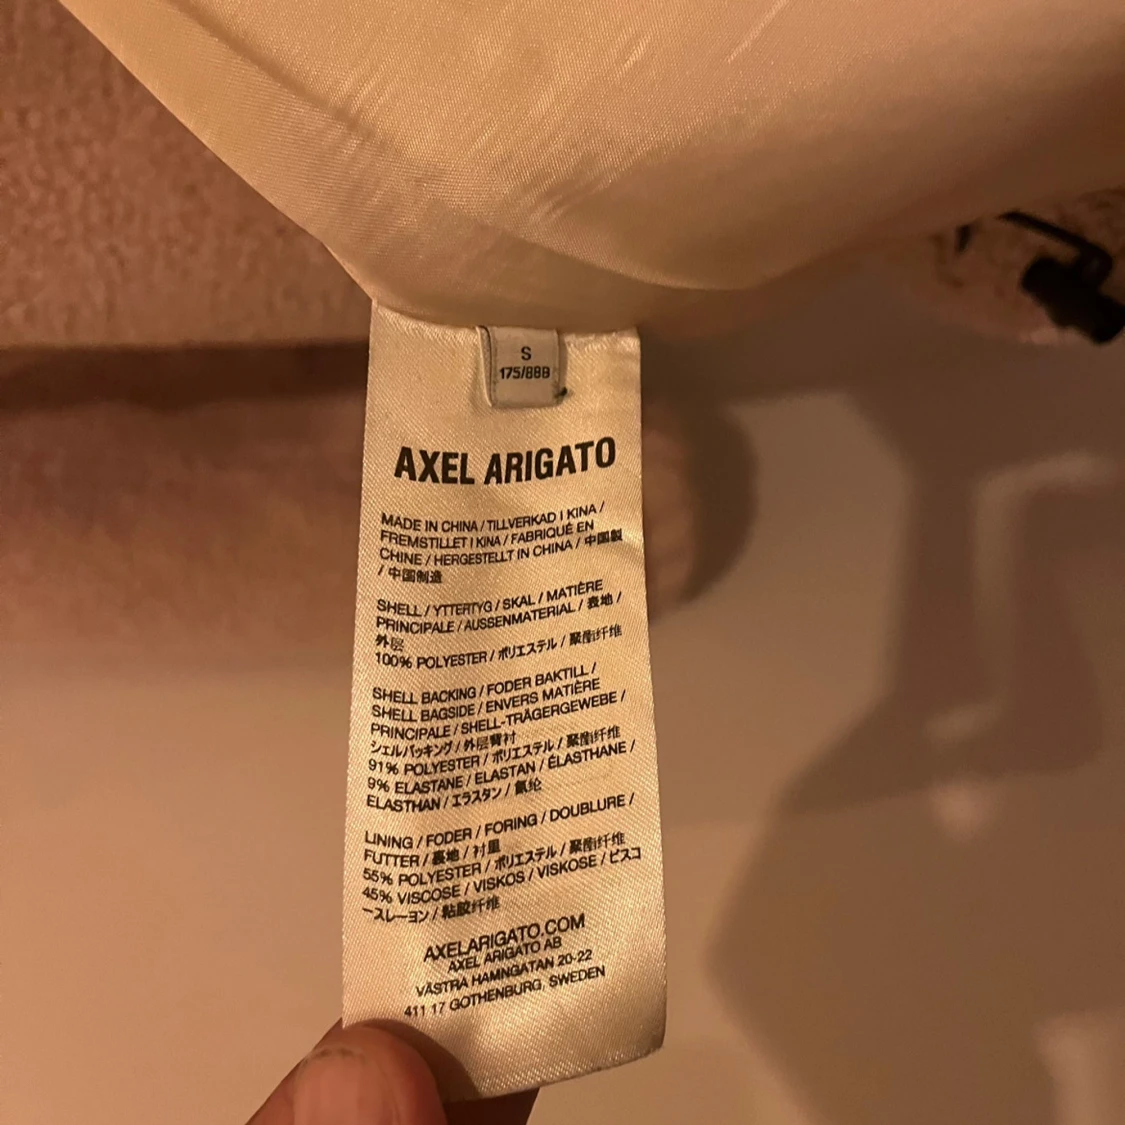 S
175/88B
AXEL ARIGATO
MADE IN CHINA / TILLVERKAD I KINA /
FREMSTILLET I KINA / FABRIQUÉ EN
CHINE / HERGESTELLT IN CHINA / 中国製
/ 中国制造
SHELL / YTTERTYG / SKAL / MATIÈRE
PRINCIPALE / AUSSENMATERIAL / 表地 /
外层
100% POLYESTER / ポリエステル / 聚酯纤维
SHELL BACKING / FODER BAKTILL /
SHELL BAGSIDE / ENVERS MATIÈRE
PRINCIPALE / SHELL-TRÄGERGEWEBE /
シェルバッキング / 外层背衬
91% POLYESTER / ポリエステル / 聚酯纤维
9% ELASTANE / ELASTAN / ÉLASTHANE /
ELASTHAN / エラスタン / 氨纶
LINING / FODER / FORING / DOUBLURE /
FUTTER / 裏地 / 衬里
55% POLYESTER / ポリエステル / 聚酯纤维
45% VISCOSE / VISKOS / VISKOSE / ビスコ
ースレーヨン / 粘胶纤维
AXELARIGATO.COM
AXEL ARIGATO AB
VÄSTRA HAMNGATAN 20-22
411 17 GOTHENBURG, SWEDEN